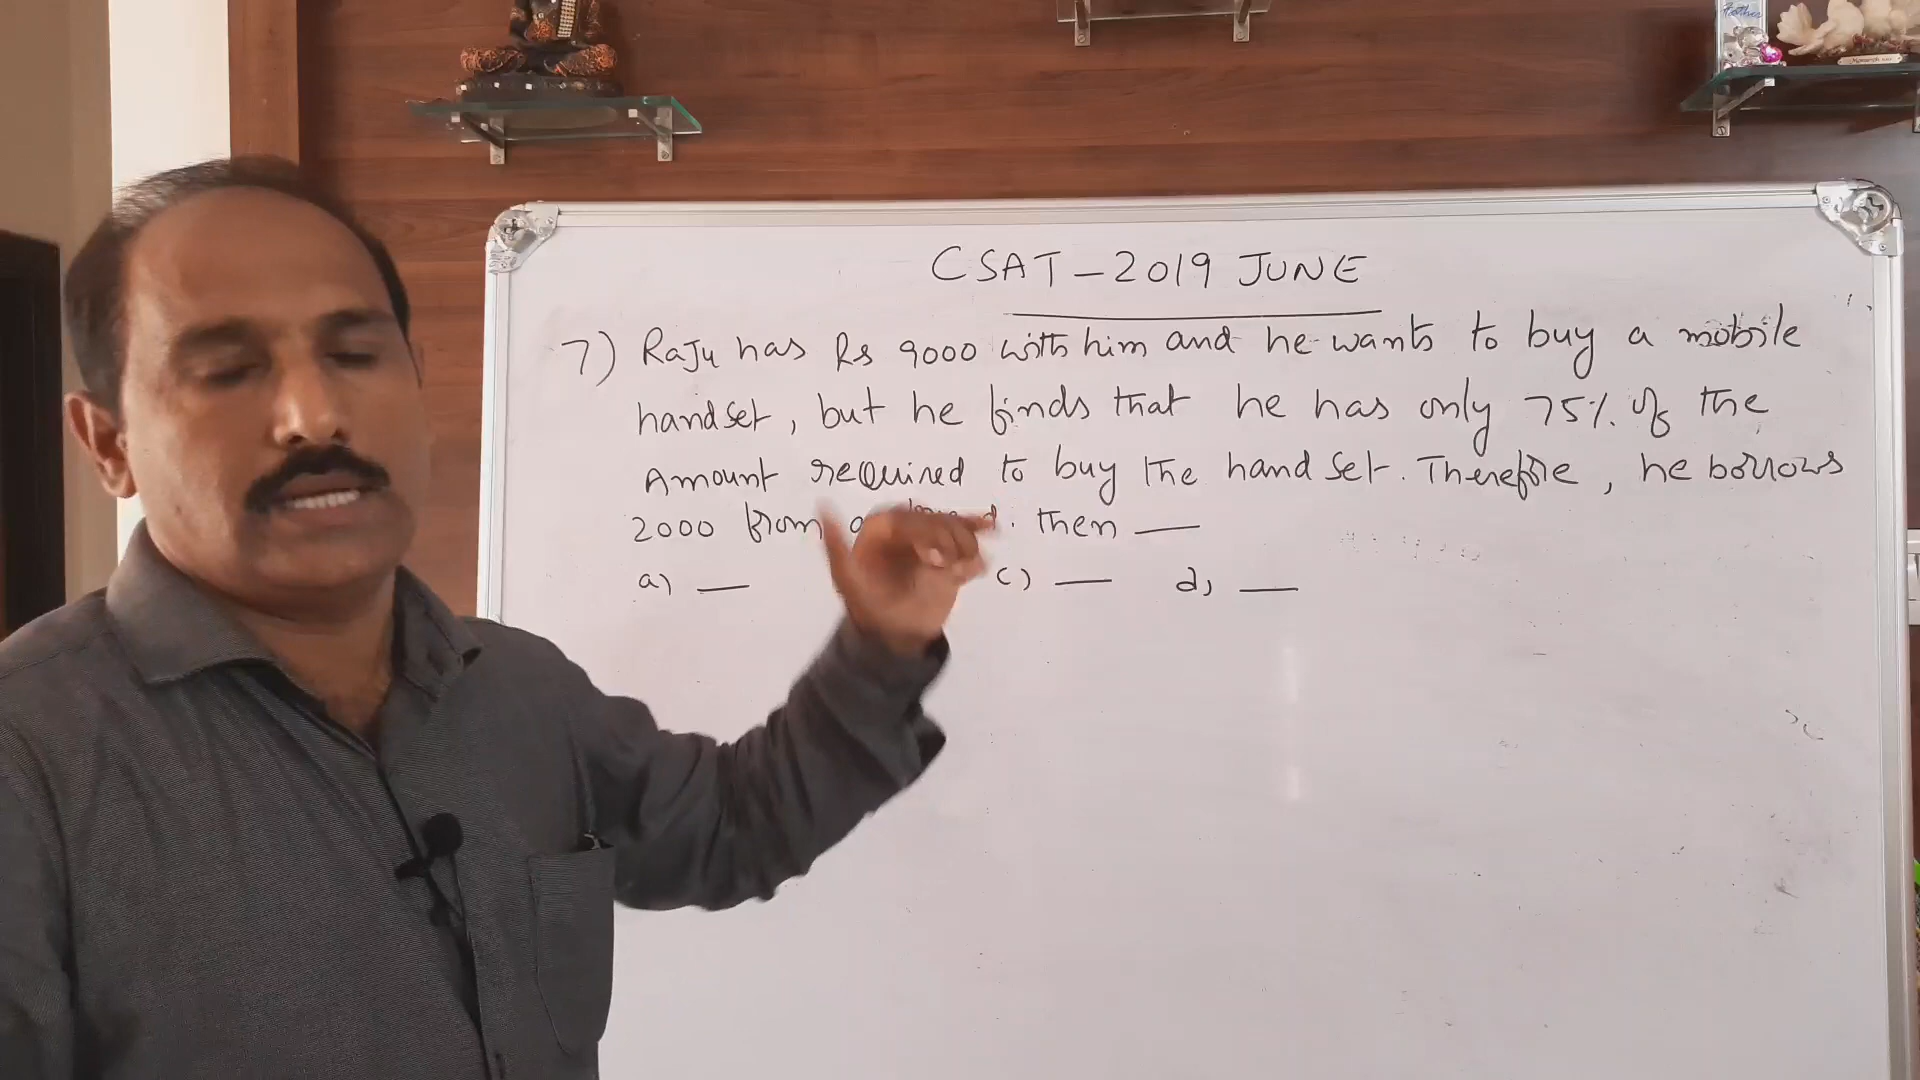 CSAT - 2019 JUNE
7) Raju has Rs 9000 with him and he wants to buy a mobile
handset, but he finds that he has only 75% of the
Amount required to buy the hand set. Therefore, he borrows
2000 from a friend. then —
a) — c) — d) —